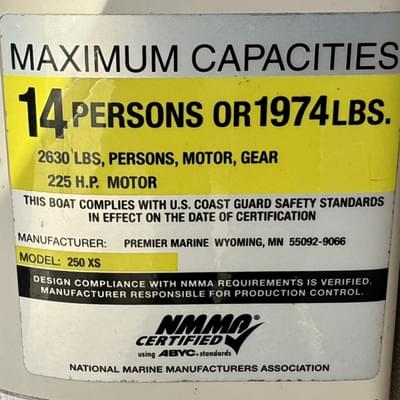 MAXIMUM CAPACITIES
14 PERSONS OR 1974 LBS.
2630 LBS, PERSONS, MOTOR, GEAR
225 H.P. MOTOR
THIS BOAT COMPLIES WITH U.S. COAST GUARD SAFETY STANDARDS
IN EFFECT ON THE DATE OF CERTIFICATION
MANUFACTURER: PREMIER MARINE WYOMING, MN 55092-9066
MODEL: 250 XS
DESIGN COMPLIANCE WITH NMMA REQUIREMENTS IS VERIFIED.
MANUFACTURER RESPONSIBLE FOR PRODUCTION CONTROL.
NMMA
CERTIFIED
using ABYC standards
NATIONAL MARINE MANUFACTURERS ASSOCIATION